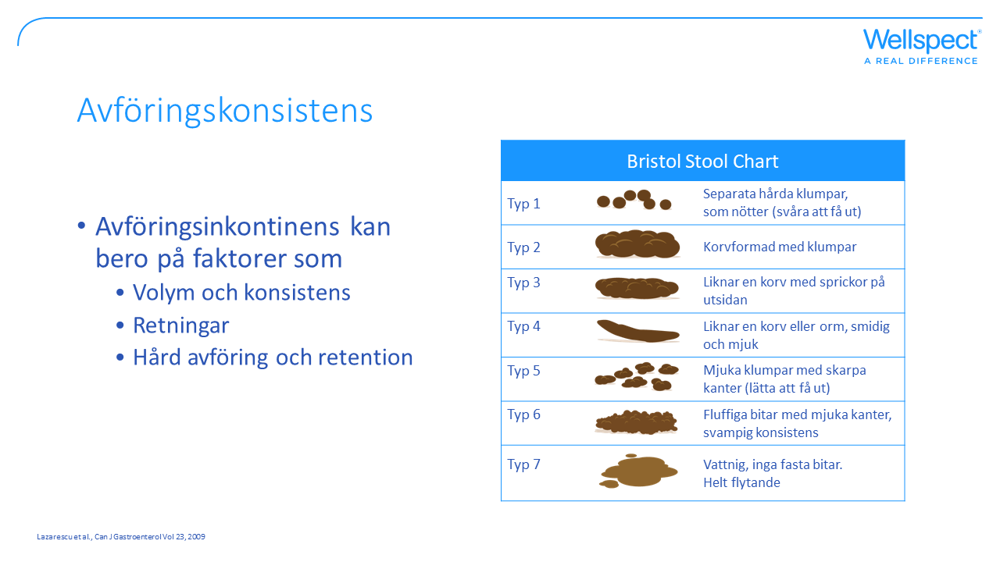 Wellspect®
A REAL DIFFERENCE
Avföringskonsistens
• Avföringsinkontinens kan
bero på faktorer som
• Volym och konsistens
• Retningar
• Hård avföring och retention
Bristol Stool Chart
Typ 1
Separata hårda klumpar,
som nötter (svåra att få ut)
Typ 2
Korvformad med klumpar
Typ 3
Liknar en korv med sprickor på
utsidan
Typ 4
Liknar en korv eller orm, smidig
och mjuk
Typ 5
Mjuka klumpar med skarpa
kanter (lätta att få ut)
Typ 6
Fluffiga bitar med mjuka kanter,
svampig konsistens
Typ 7
Vattnig, inga fasta bitar.
Helt flytande
Lazarescu et al., Can J Gastroenterol Vol 23, 2009